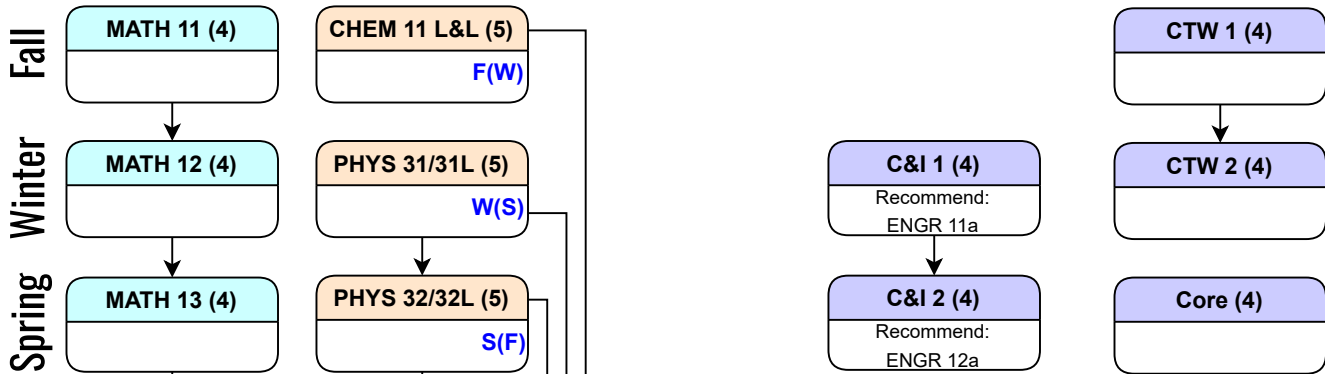 Fall
MATH 11 (4)
CHEM 11 L&L (5)
F(W)
CTW 1 (4)
Winter
MATH 12 (4)
PHYS 31/31L (5)
W(S)
C&I 1 (4)
Recommend:
ENGR 11a
CTW 2 (4)
Spring
MATH 13 (4)
PHYS 32/32L (5)
S(F)
C&I 2 (4)
Recommend:
ENGR 12a
Core (4)